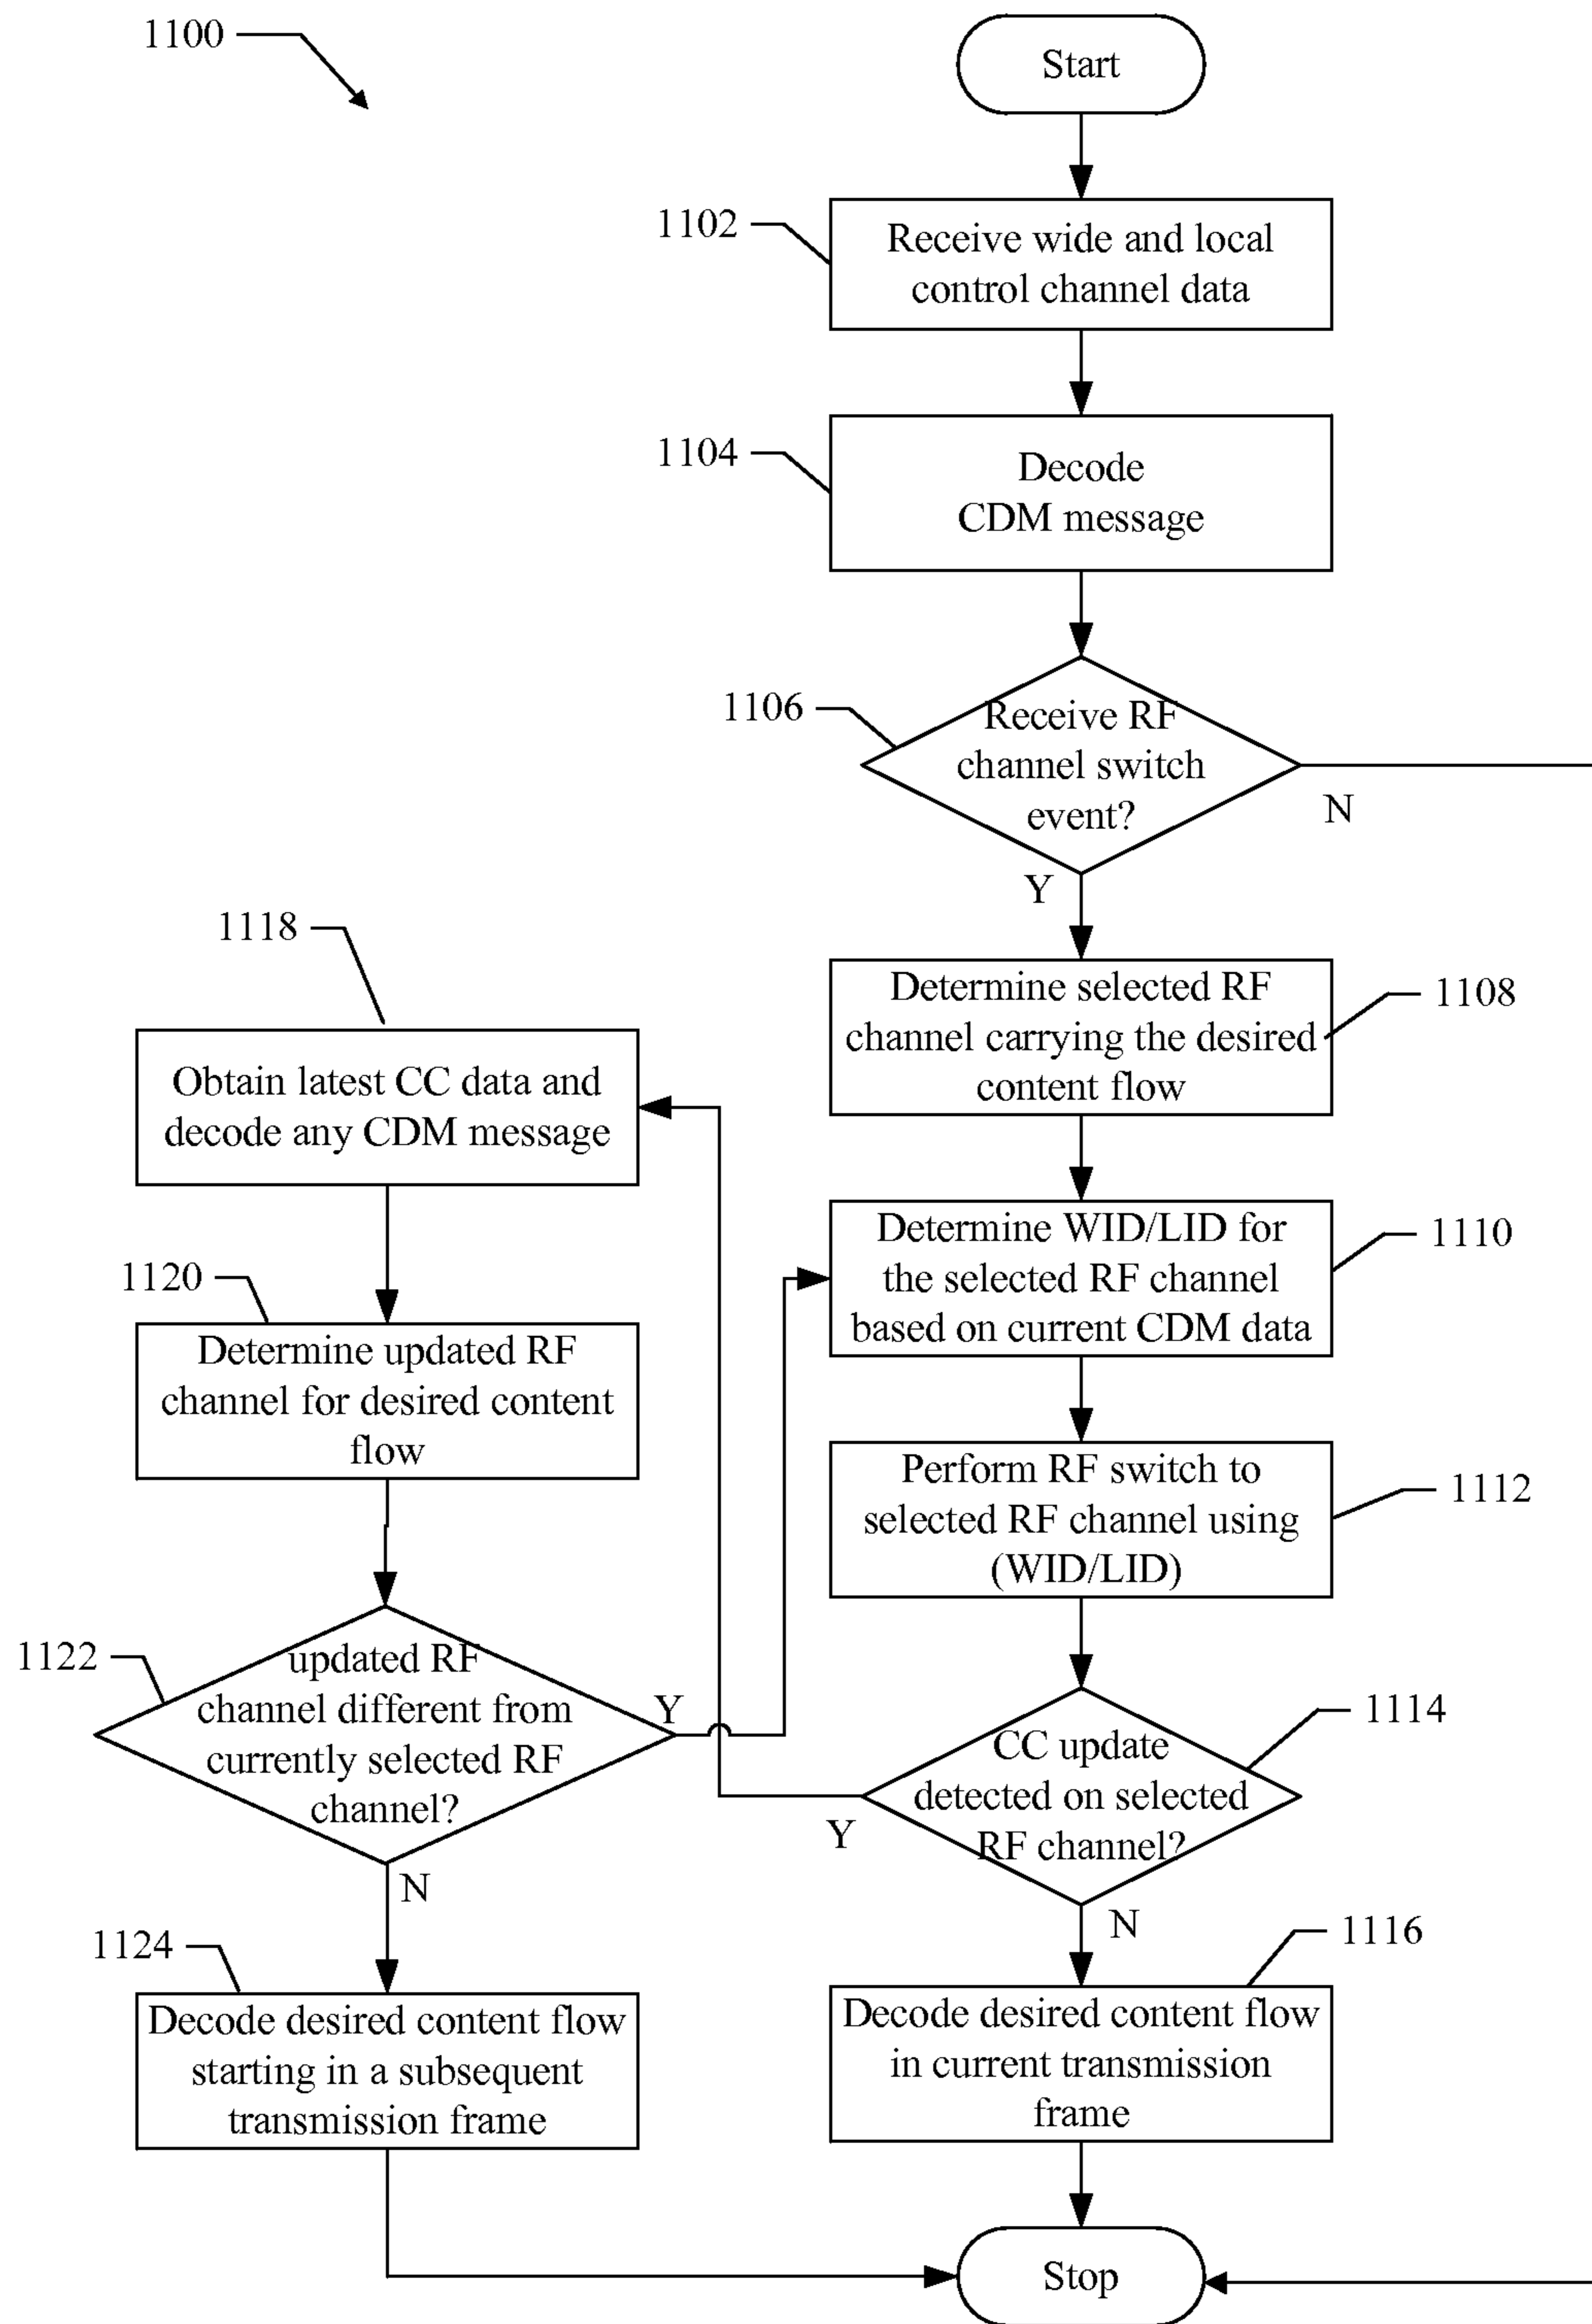 1100
Start
1102
Receive wide and local
control channel data
1104
Decode
CDM message
1106
Receive RF
channel switch
event?
N
Y
1108
Determine selected RF
channel carrying the desired
content flow
1118
Obtain latest CC data and
decode any CDM message
1110
Determine WID/LID for
the selected RF channel
based on current CDM data
1120
Determine updated RF
channel for desired content
flow
1112
Perform RF switch to
selected RF channel using
(WID/LID)
1122
updated RF
channel different from
currently selected RF
channel?
Y
N
1114
CC update
detected on selected
RF channel?
Y
N
1124
Decode desired content flow
starting in a subsequent
transmission frame
1116
Decode desired content flow
in current transmission
frame
Stop